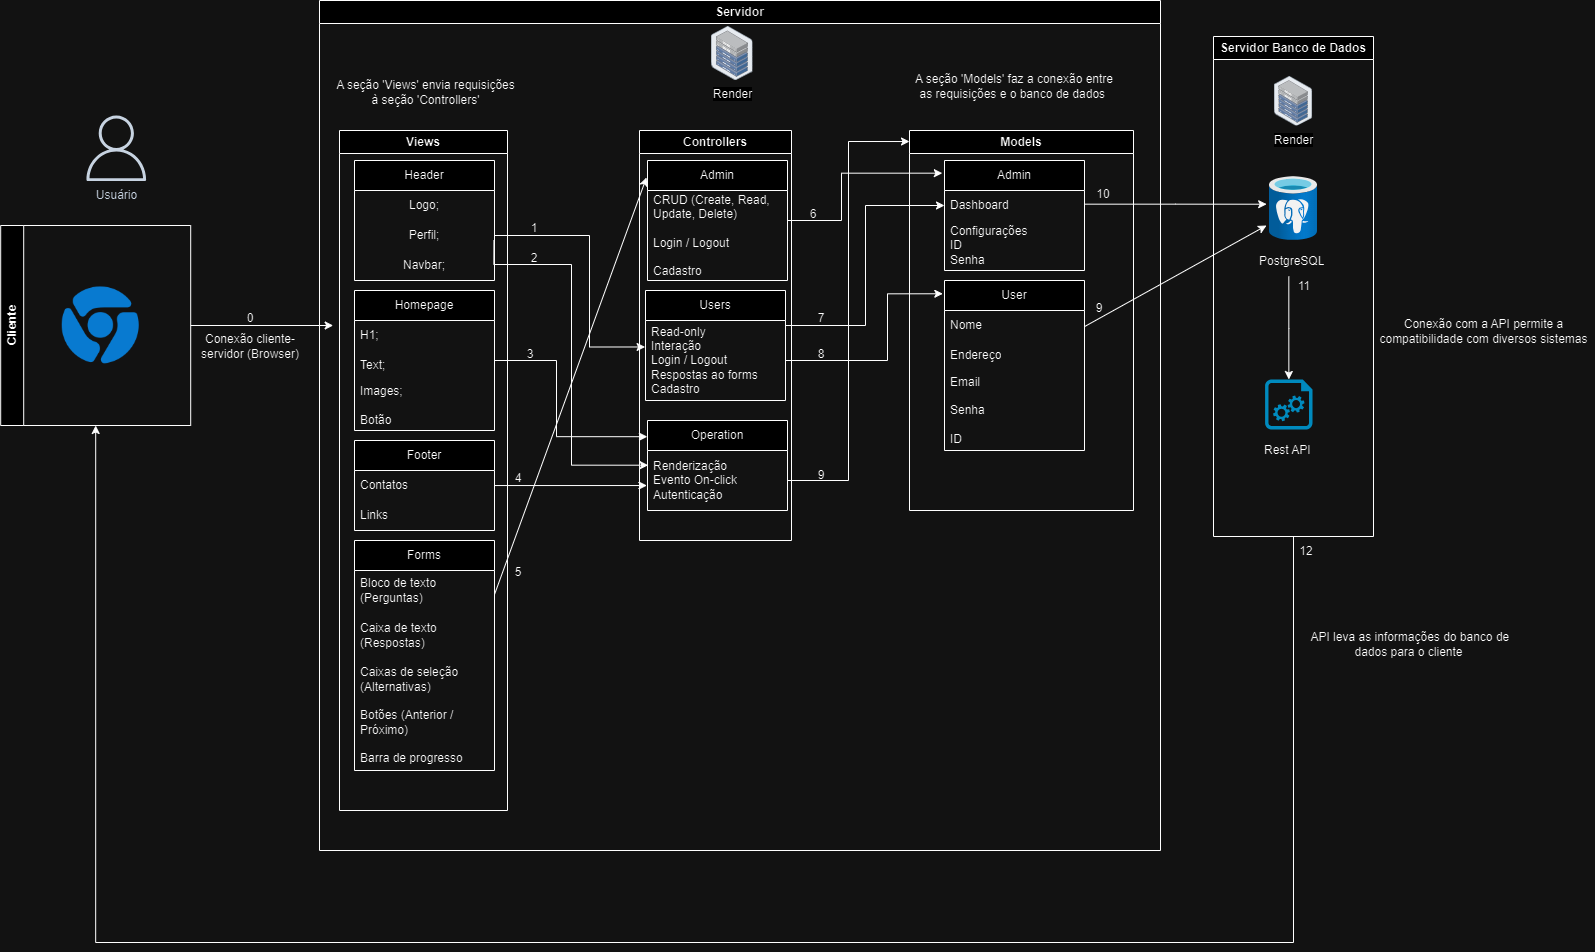 Servidor
Render
A seção 'Views' envia requisições
à seção 'Controllers'
A seção 'Models' faz a conexão entre
as requisições e o banco de dados
Servidor Banco de Dados
Render
Usuário
Cliente
0
Conexão cliente-
servidor (Browser)
Views
Header
Logo;
Perfil;
Navbar;
Homepage
H1;
Text;
Images;
Botão
Footer
Contatos
Links
Forms
Bloco de texto
(Perguntas)
Caixa de texto
(Respostas)
Caixas de seleção
(Alternativas)
Botões (Anterior /
Próximo)
Barra de progresso
1
2
3
4
5
Controllers
Admin
CRUD (Create, Read,
Update, Delete)
Login / Logout
Cadastro
Users
Read-only
Interação
Login / Logout
Respostas ao forms
Cadastro
Operation
Renderização
Evento On-click
Autenticação
6
7
8
9
Models
Admin
Dashboard
Configurações
ID
Senha
User
Nome
Endereço
Email
Senha
ID
10
9
PostgreSQL
11
Conexão com a API permite a
compatibilidade com diversos sistemas
Rest API
12
API leva as informações do banco de
dados para o cliente